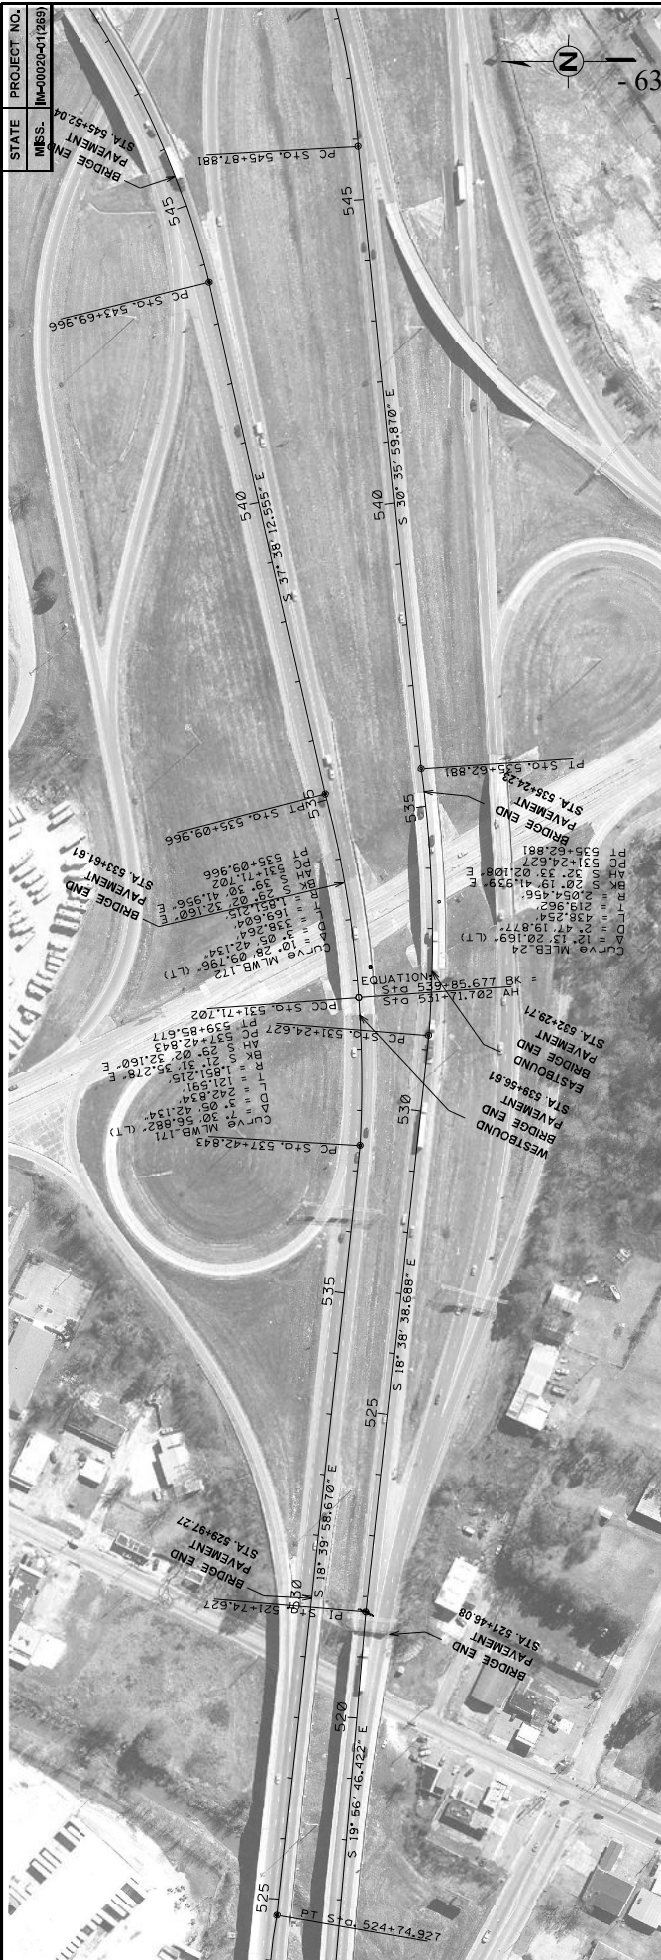 STATE
PROJECT NO.
MISS.
IM-0020-01(269)
N
- 63
BRIDGE END
PAVEMENT
STA. 545+52.04
PC Sta. 545+87.881
545
545
PC Sta. 543+69.966
540
S 37° 38' 12.555" E
540
S 30° 35' 59.870" E
535
WPT Sta. 535+09.966
PT Sta. 535+62.881
535
BRIDGE END
PAVEMENT
STA. 535+24.23
BRIDGE END
PAVEMENT
STA. 533+61.61
Curve MLWB-172
Δ = 10° 28' 09.796" (LT)
D = 3° 05' 42.134"
L = 338.264'
T = 169.604'
R = 1,851.215'
BK S 29° 02' 32.160" E
AH S 39° 30' 41.956" E
PC 531+71.702
PT 535+09.966
Curve MLEB-24
Δ = 12° 13' 20.169" (LT)
D = 2° 47' 19.877"
L = 438.254'
T = 219.962'
R = 2,054.456'
BK S 20° 19' 41.939" E
AH S 32° 33' 02.108" E
PC 531+24.627
PT 535+62.881
EQUATION
Sta 539+85.677 BK =
Sta 531+71.702 AH
PCC Sta. 531+71.702
PC Sta. 531+24.627
EASTBOUND
BRIDGE END
PAVEMENT
STA. 532+29.71
WESTBOUND
BRIDGE END
PAVEMENT
STA. 539+56.61
530
Curve MLWB-171
Δ = 7° 30' 56.882" (LT)
D = 3° 05' 42.134"
L = 242.834'
T = 121.591'
R = 1,851.215'
BK S 21° 31' 35.278" E
AH S 29° 02' 32.160" E
PC 537+42.843
PT 539+85.677
PC Sta. 537+42.843
535
S 18° 38' 38.688" E
525
S 18° 39' 58.670" E
BRIDGE END
PAVEMENT
STA. 529+97.27
530
PI Sta. 521+74.627
BRIDGE END
PAVEMENT
STA. 521+46.08
520
S 19° 56' 46.422" E
525
PT Sta. 524+74.927